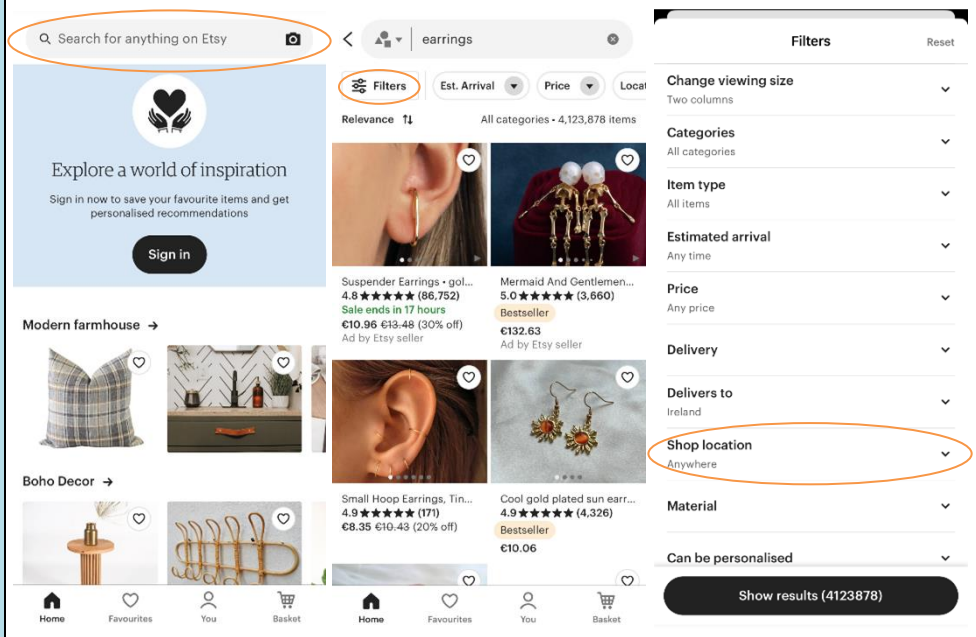 Search for anything on Etsy
Explore a world of inspiration
Sign in now to save your favourite items and get
personalised recommendations
Sign in
Modern farmhouse →
Boho Decor →
Home
Favourites
You
Basket
earrings
Filters
Est. Arrival
Price
Locat
Relevance
All categories • 4,123,878 items
Suspender Earrings • gol...
4.8★★★★★ (86,752)
Sale ends in 17 hours
€10.96 €13.48 (30% off)
Ad by Etsy seller
Mermaid And Gentlemen...
5.0★★★★★ (3,660)
Bestseller
€132.63
Ad by Etsy seller
Small Hoop Earrings, Tin...
4.9★★★★★ (171)
€8.35 €10.43 (20% off)
Cool gold plated sun earr...
4.9★★★★★ (4,326)
Bestseller
€10.06
Home
Favourites
You
Basket
Filters
Reset
Change viewing size
Two columns
Categories
All categories
Item type
All items
Estimated arrival
Any time
Price
Any price
Delivery
Delivers to
Ireland
Shop location
Anywhere
Material
Can be personalised
Show results (4123878)